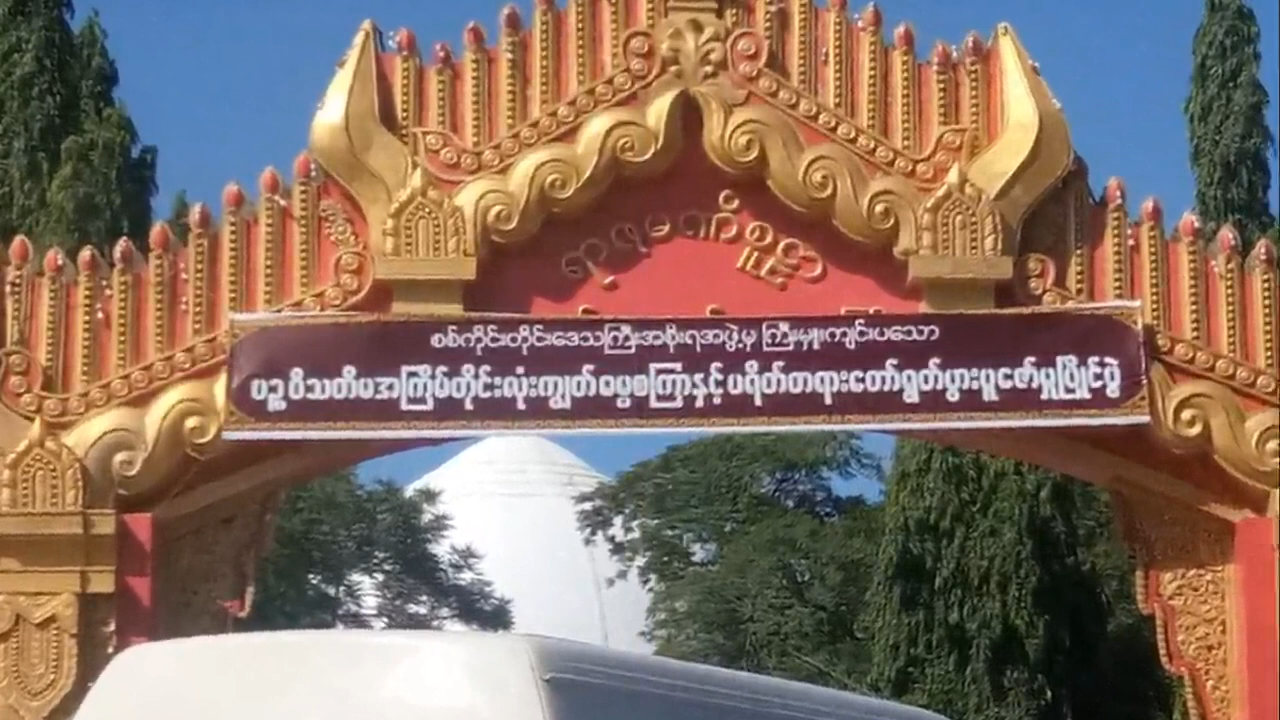 ရာဇမဏိစူဠာ
စစ်ကိုင်းတိုင်းဒေသကြီးအစိုးရအဖွဲ့မှ ကြီးမှူးကျင်းပသော
ပဥ္စဝီသတိမအကြိမ်တိုင်းလုံးကျွတ်ဓမ္မစကြာနှင့်ပရိတ်တရားတော်ရွတ်ဖွားပူဇော်မှုပြိုင်ပွဲ